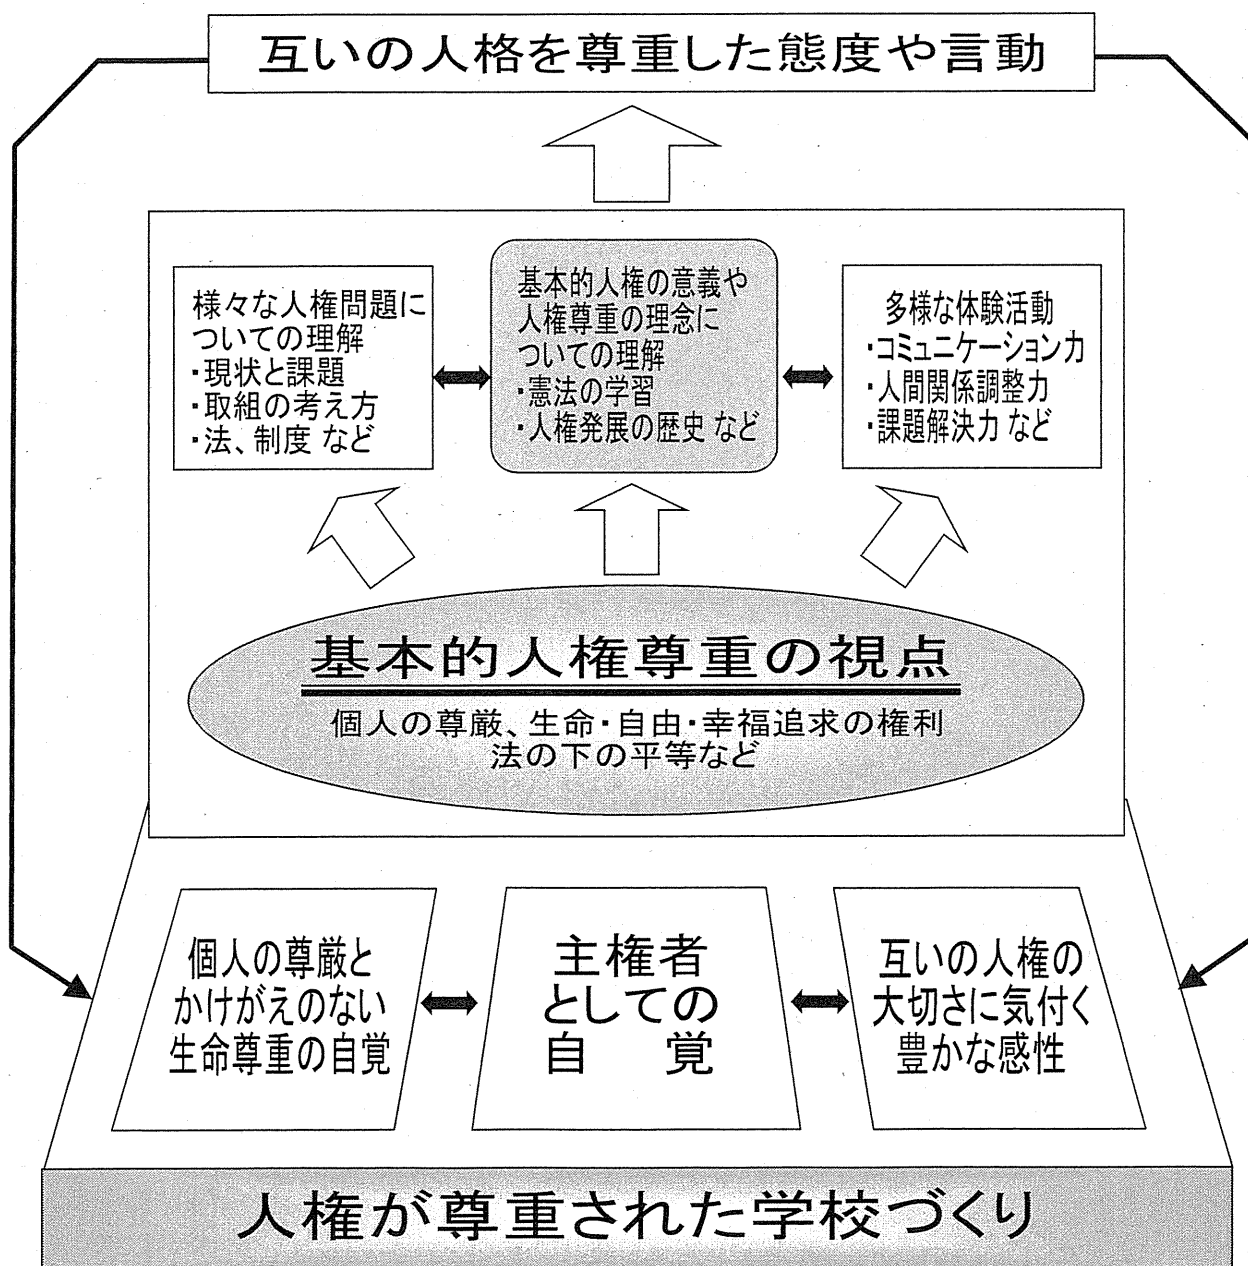 互いの人格を尊重した態度や言動
様々な人権問題に
ついての理解
・現状と課題
・取組の考え方
・法、制度 など
基本的人権の意義や
人権尊重の理念に
ついての理解
・憲法の学習
・人権発展の歴史 など
多様な体験活動
・コミュニケーション力
・人間関係調整力
・課題解決力 など
基本的人権尊重の視点
個人の尊厳、生命・自由・幸福追求の権利
法の下の平等など
個人の尊厳と
かけがえのない
生命尊重の自覚
主権者
としての
自 覚
互いの人権の
大切さに気付く
豊かな感性
人権が尊重された学校づくり